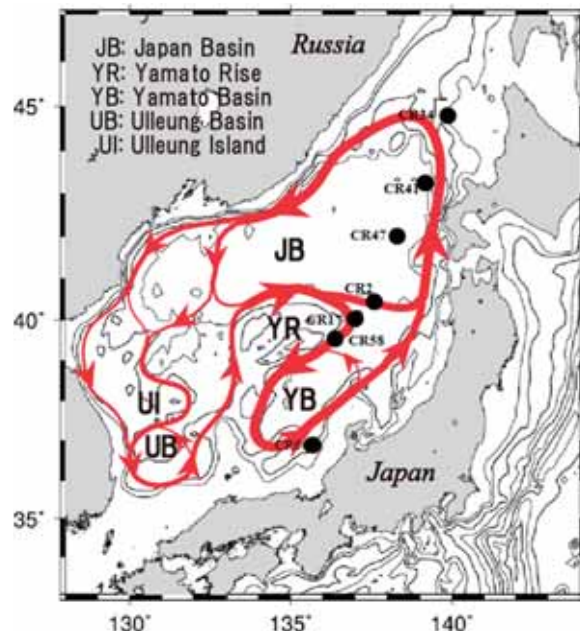 JB: Japan Basin
YR: Yamato Rise
YB: Yamato Basin
UB: Ulleung Basin
UI: Ulleung Island
Russia
45°
CR34
CR41
CR47
JB
CR2
40°
YR
CR17
CR58
UI
YB
UB
Japan
35°
130°
135°
140°